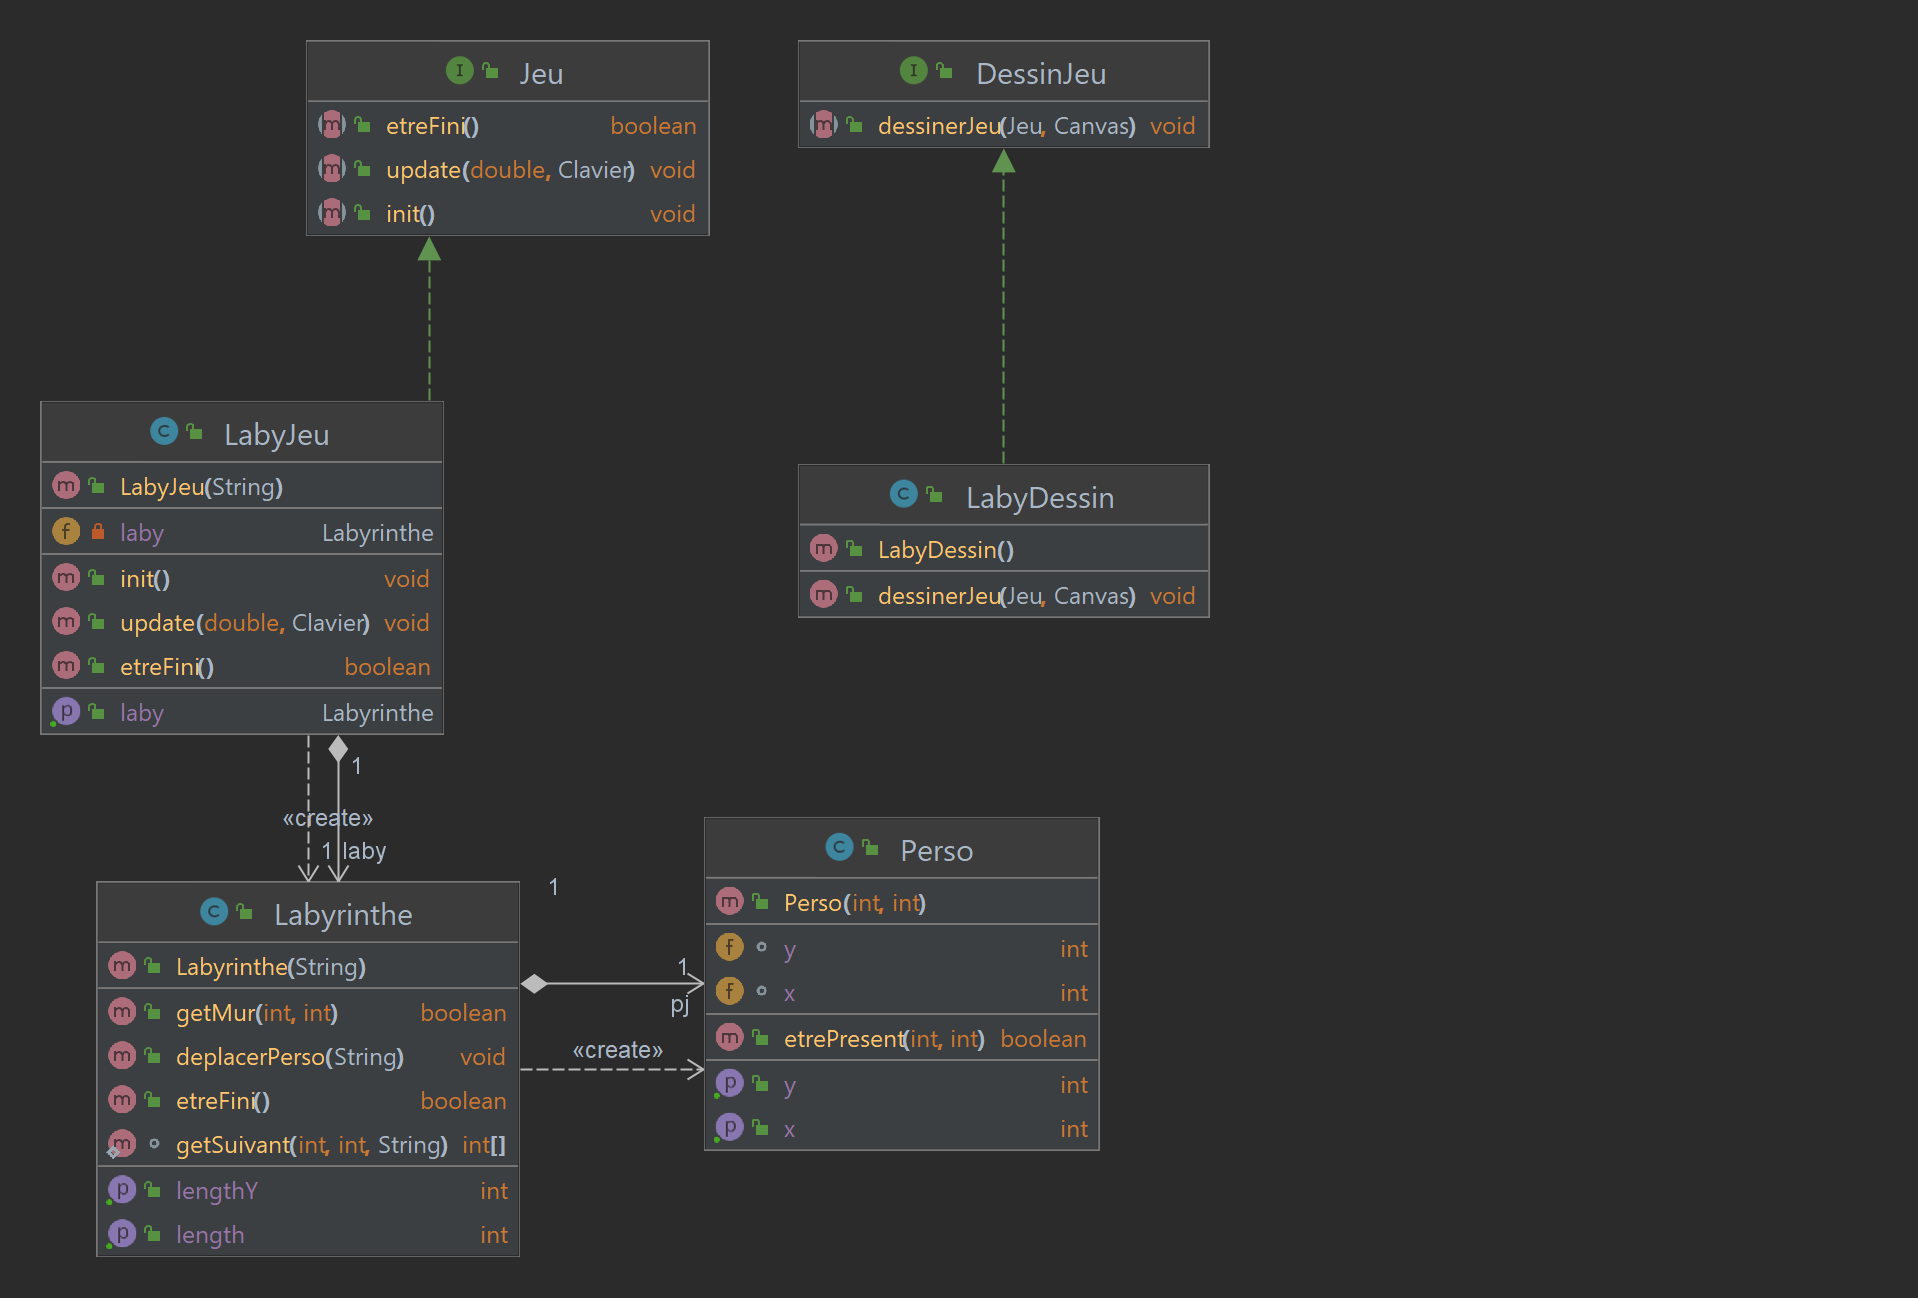 Jeu
etreFini() boolean
update(double, Clavier) void
init() void
DessinJeu
dessinerJeu(Jeu, Canvas) void
LabyJeu
LabyJeu(String)
laby Labyrinthe
init() void
update(double, Clavier) void
etreFini() boolean
laby Labyrinthe
LabyDessin
LabyDessin()
dessinerJeu(Jeu, Canvas) void
1
«create»
1 laby
Labyrinthe
Labyrinthe(String)
getMur(int, int) boolean
deplacerPerso(String) void
etreFini() boolean
getSuivant(int, int, String) int[]
lengthY int
length int
1
1
pj
«create»
Perso
Perso(int, int)
y int
x int
etrePresent(int, int) boolean
y int
x int